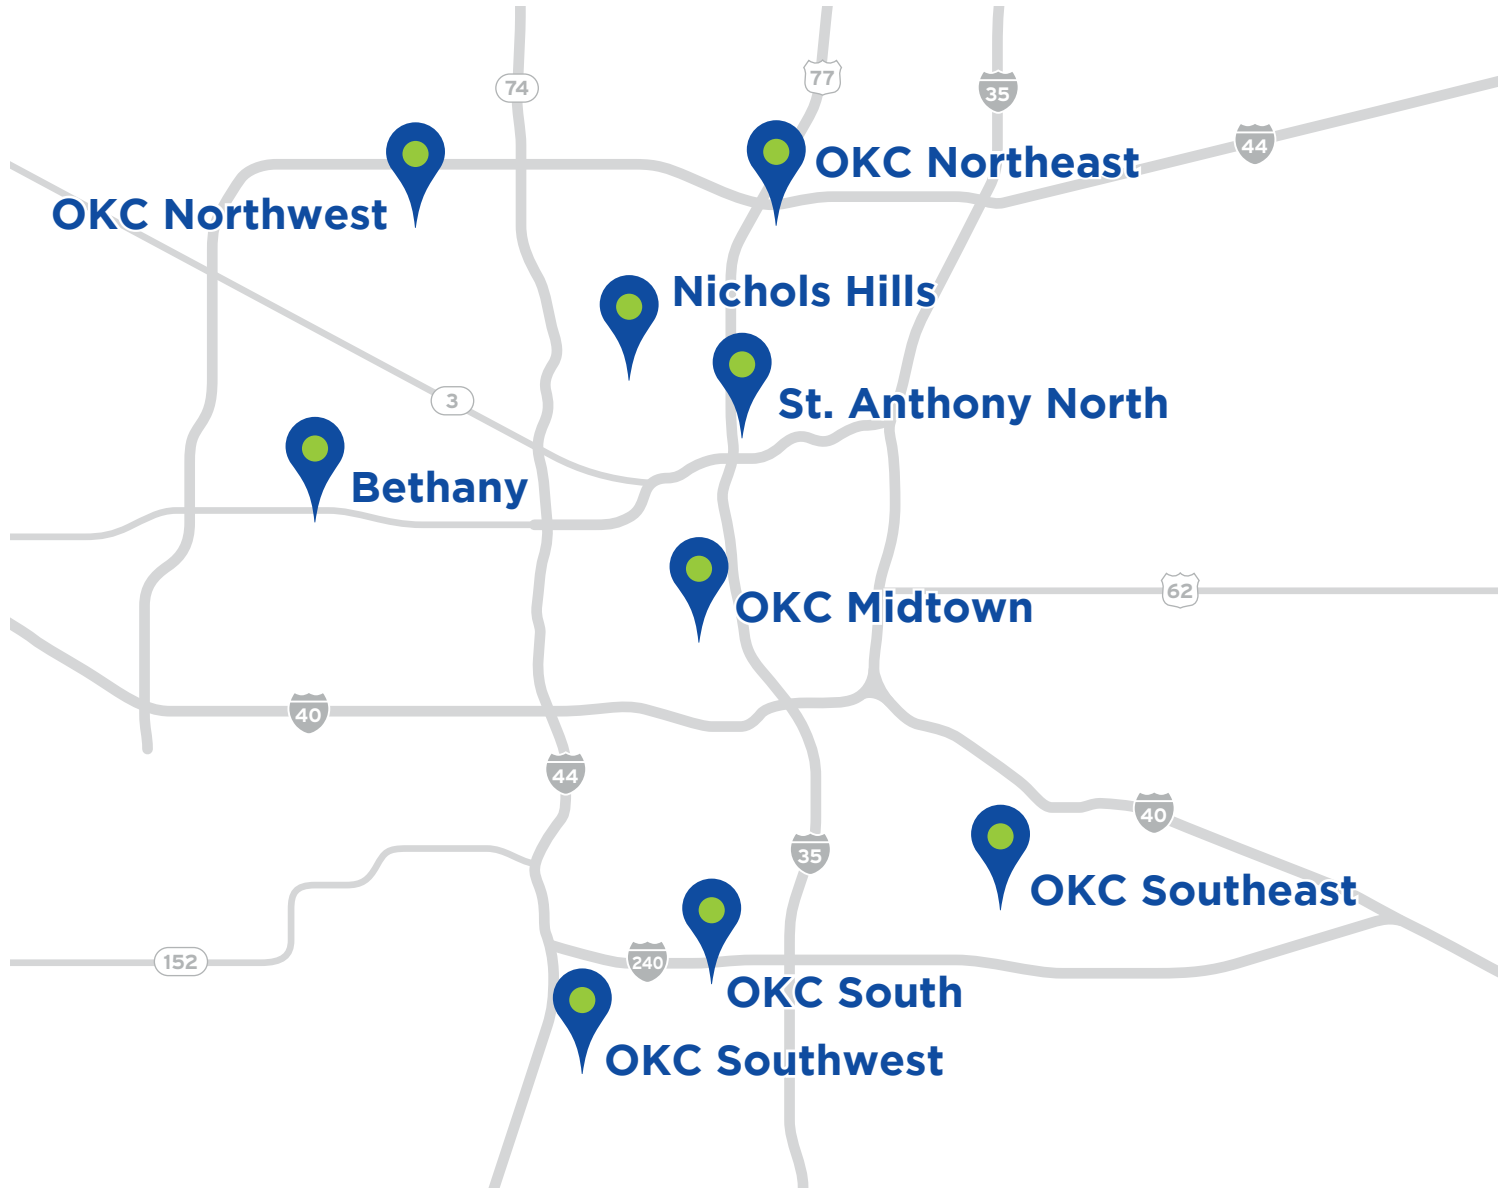 77
74
35
44
OKC Northeast
OKC Northwest
Nichols Hills
3
St. Anthony North
Bethany
62
OKC Midtown
40
44
40
35
OKC Southeast
152
240
OKC South
OKC Southwest